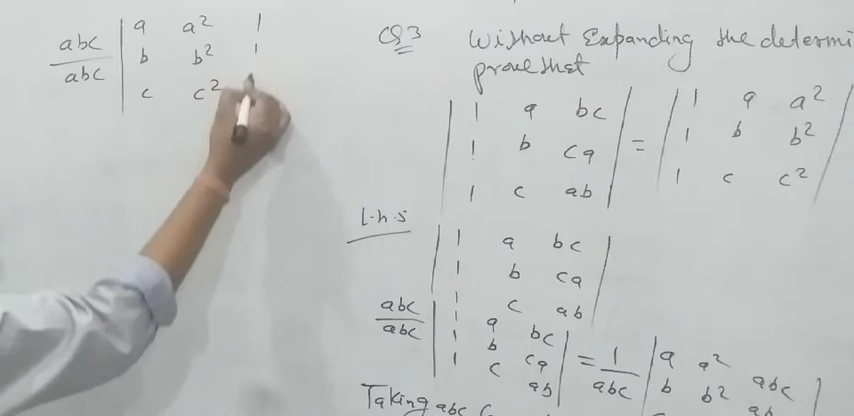 abc/abc | a a² 1
b b² 1
c c²
Q3 Without Expanding the determi
prove that
| 1 a bc | = | 1 a a² |
1 b ca 1 b b²
1 c ab 1 c c²
L.h.s
| 1 a bc |
1 b ca
1 c ab
abc/abc | 1 a bc | = 1/abc | a a² abc |
1 b ca b b² abc
1 c ab
Taking abc